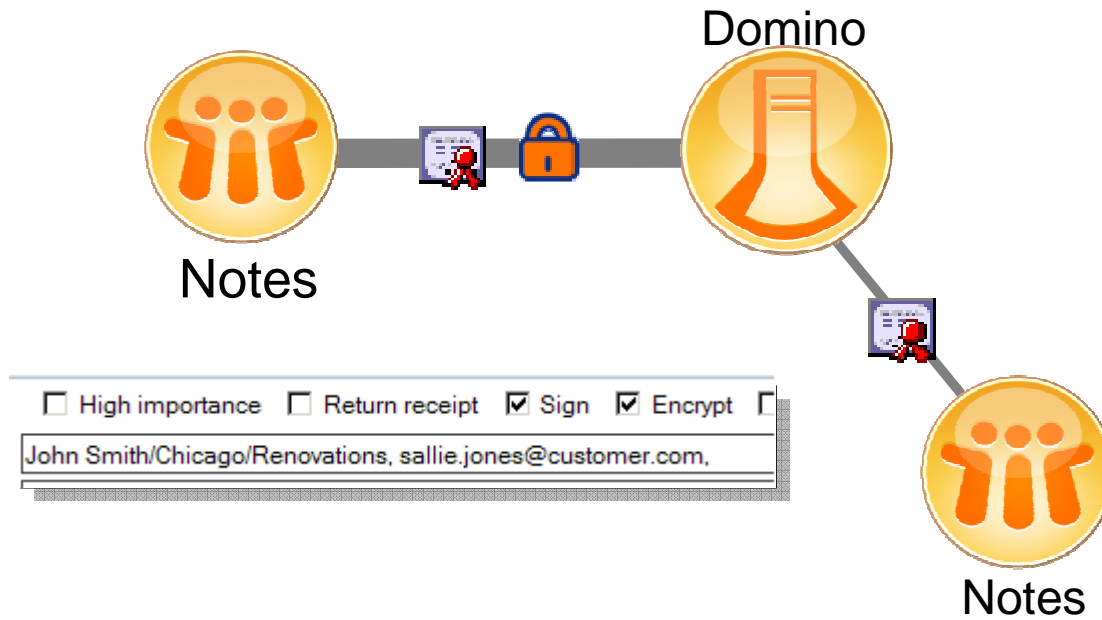 Domino
Notes
High importance Return receipt Sign Encrypt
John Smith/Chicago/Renovations, sallie.jones@customer.com,
Notes